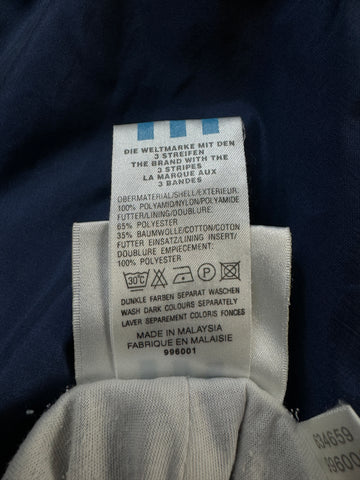 DIE WELTMARKE MIT DEN
3 STREIFEN
THE BRAND WITH THE
3 STRIPES
LA MARQUE AUX
3 BANDES
OBERMATERIAL/SHELL/EXTERIEUR:
100% POLYAMID/NYLON/POLYAMIDE
FUTTER/LINING/DOUBLURE:
65% POLYESTER
35% BAUMWOLLE/COTTON/COTON
FUTTER EINSATZ/LINING INSERT/
DOUBLURE EMPIECEMENT:
100% POLYESTER
30°C
P
DUNKLE FARBEN SEPARAT WASCHEN
WASH DARK COLOURS SEPARATELY
LAVER SEPAREMENT COLORIS FONCES
MADE IN MALAYSIA
FABRIQUE EN MALAISIE
996001
634659